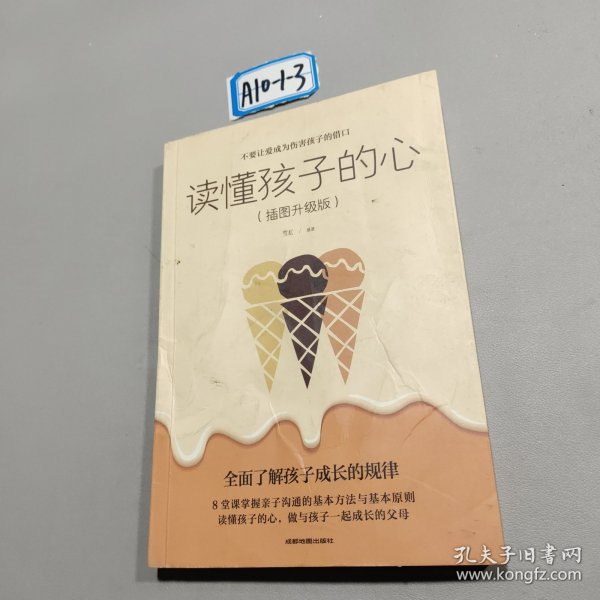 A10-1-3
不要让爱成为伤害孩子的借口
读懂孩子的心
（插图升级版）
全面了解孩子成长的规律
8堂课掌握亲子沟通的基本方法与基本原则
读懂孩子的心，做与孩子一起成长的父母
成都地图出版社
孔夫子旧书网
www.kongfz.com